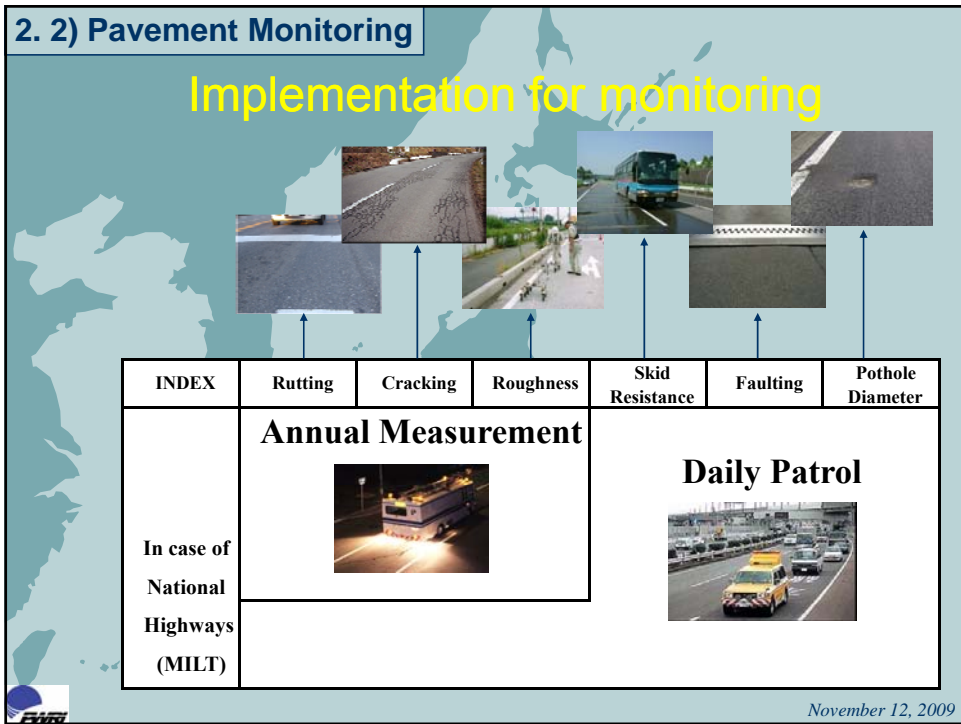 2. 2) Pavement Monitoring
Implementation for monitoring
INDEX
Rutting
Cracking
Roughness
Skid
Resistance
Faulting
Pothole
Diameter
In case of
National
Highways
(MILT)
Annual Measurement
Daily Patrol
PWRI
November 12, 2009